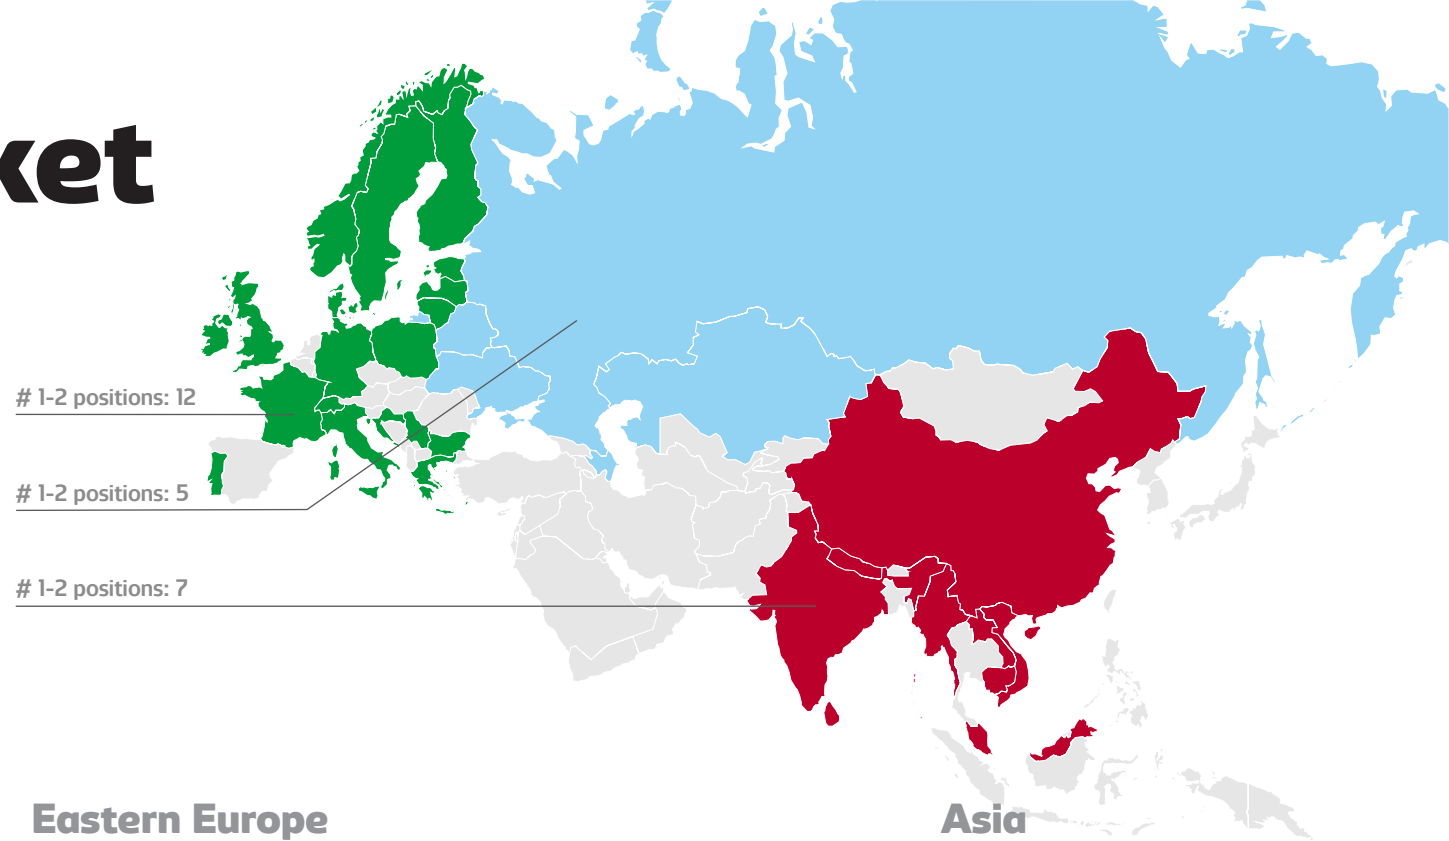 ket
# 1-2 positions: 12
# 1-2 positions: 5
# 1-2 positions: 7
Eastern Europe
Asia